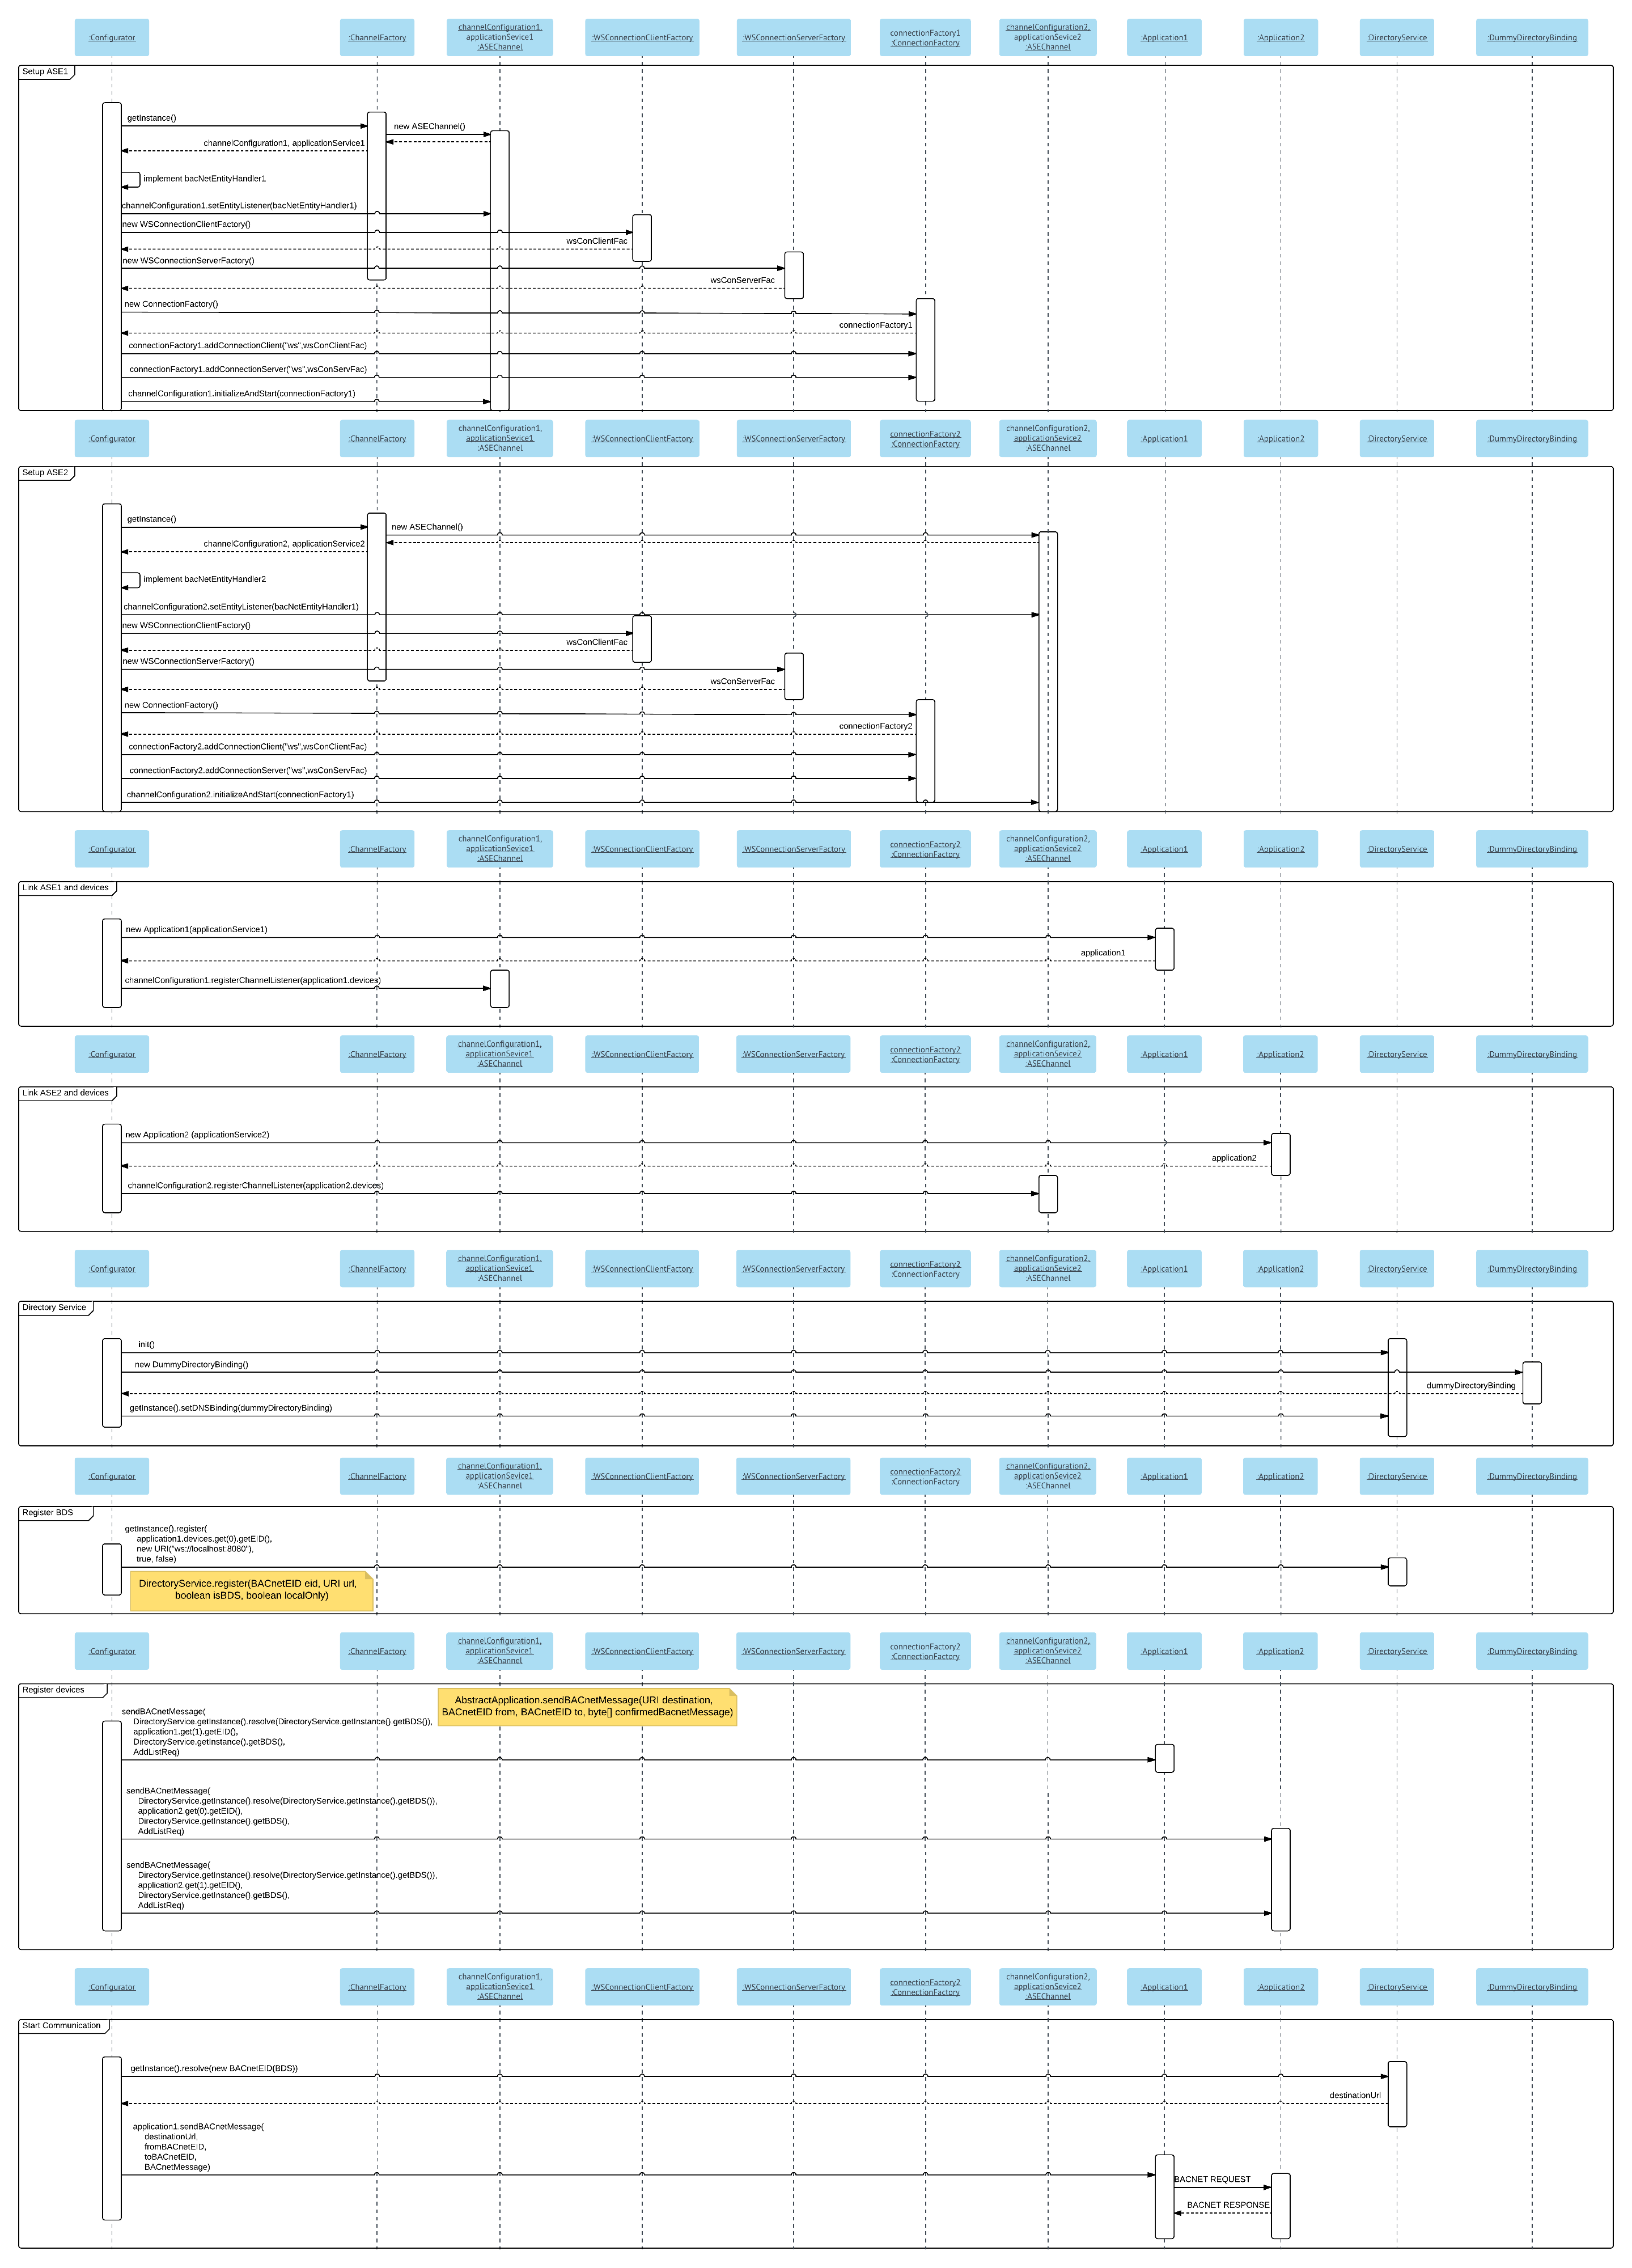 :Configurator
:ChannelFactory
channelConfiguration1,
applicationSevice1
:ASEChannel
:WSConnectionClientFactory
:WSConnectionServerFactory
connectionFactory1
:ConnectionFactory
channelConfiguration2,
applicationSevice2
:ASEChannel
:Application1
:Application2
:DirectoryService
:DummyDirectoryBinding
Setup ASE1
getInstance()
new ASEChannel()
channelConfiguration1, applicationService1
implement bacNetEntityHandler1
channelConfiguration1.setEntityListener(bacNetEntityHandler1)
new WSConnectionClientFactory()
wsConClientFac
new WSConnectionServerFactory()
wsConServerFac
new ConnectionFactory()
connectionFactory1
connectionFactory1.addConnectionClient("ws",wsConClientFac)
connectionFactory1.addConnectionServer("ws",wsConServFac)
channelConfiguration1.initializeAndStart(connectionFactory1)
:Configurator
:ChannelFactory
channelConfiguration1,
applicationSevice1
:ASEChannel
:WSConnectionClientFactory
:WSConnectionServerFactory
connectionFactory2
:ConnectionFactory
channelConfiguration2,
applicationSevice2
:ASEChannel
:Application1
:Application2
:DirectoryService
:DummyDirectoryBinding
Setup ASE2
getInstance()
new ASEChannel()
channelConfiguration2, applicationService2
implement bacNetEntityHandler2
channelConfiguration2.setEntityListener(bacNetEntityHandler1)
new WSConnectionClientFactory()
wsConClientFac
new WSConnectionServerFactory()
wsConServerFac
new ConnectionFactory()
connectionFactory2
connectionFactory2.addConnectionClient("ws",wsConClientFac)
connectionFactory2.addConnectionServer("ws",wsConServFac)
channelConfiguration2.initializeAndStart(connectionFactory1)
:Configurator
:ChannelFactory
channelConfiguration1,
applicationSevice1
:ASEChannel
:WSConnectionClientFactory
:WSConnectionServerFactory
connectionFactory2
:ConnectionFactory
channelConfiguration2,
applicationSevice2
:ASEChannel
:Application1
:Application2
:DirectoryService
:DummyDirectoryBinding
Link ASE1 and devices
new Application1(applicationService1)
application1
channelConfiguration1.registerChannelListener(application1.devices)
:Configurator
:ChannelFactory
channelConfiguration1,
applicationSevice1
:ASEChannel
:WSConnectionClientFactory
:WSConnectionServerFactory
connectionFactory2
:ConnectionFactory
channelConfiguration2,
applicationSevice2
:ASEChannel
:Application1
:Application2
:DirectoryService
:DummyDirectoryBinding
Link ASE2 and devices
new Application2 (applicationService2)
application2
channelConfiguration2.registerChannelListener(application2.devices)
:Configurator
:ChannelFactory
channelConfiguration1,
applicationSevice1
:ASEChannel
:WSConnectionClientFactory
:WSConnectionServerFactory
connectionFactory2
:ConnectionFactory
channelConfiguration2,
applicationSevice2
:ASEChannel
:Application1
:Application2
:DirectoryService
:DummyDirectoryBinding
Directory Service
init()
new DummyDirectoryBinding()
dummyDirectoryBinding
getInstance().setDNSBinding(dummyDirectoryBinding)
:Configurator
:ChannelFactory
channelConfiguration1,
applicationSevice1
:ASEChannel
:WSConnectionClientFactory
:WSConnectionServerFactory
connectionFactory2
:ConnectionFactory
channelConfiguration2,
applicationSevice2
:ASEChannel
:Application1
:Application2
:DirectoryService
:DummyDirectoryBinding
Register BDS
getInstance().register(
application1.devices.get(0).getEID(),
new URI("ws://localhost:8080"),
true, false)
DirectoryService.register(BACnetEID eid, URI url,
boolean isBDS, boolean localOnly)
:Configurator
:ChannelFactory
channelConfiguration1,
applicationSevice1
:ASEChannel
:WSConnectionClientFactory
:WSConnectionServerFactory
connectionFactory2
:ConnectionFactory
channelConfiguration2,
applicationSevice2
:ASEChannel
:Application1
:Application2
:DirectoryService
:DummyDirectoryBinding
Register devices
AbstractApplication.sendBACnetMessage(URI destination,
BACnetEID from, BACnetEID to, byte[] confirmedBacnetMessage)
sendBACnetMessage(
DirectoryService.getInstance().resolve(DirectoryService.getInstance().getBDS()),
application1.get(1).getEID(),
DirectoryService.getInstance().getBDS(),
AddListReq)
sendBACnetMessage(
DirectoryService.getInstance().resolve(DirectoryService.getInstance().getBDS()),
application2.get(0).getEID(),
DirectoryService.getInstance().getBDS(),
AddListReq)
sendBACnetMessage(
DirectoryService.getInstance().resolve(DirectoryService.getInstance().getBDS()),
application2.get(1).getEID(),
DirectoryService.getInstance().getBDS(),
AddListReq)
:Configurator
:ChannelFactory
channelConfiguration1,
applicationSevice1
:ASEChannel
:WSConnectionClientFactory
:WSConnectionServerFactory
connectionFactory2
:ConnectionFactory
channelConfiguration2,
applicationSevice2
:ASEChannel
:Application1
:Application2
:DirectoryService
:DummyDirectoryBinding
Start Communication
getInstance().resolve(new BACnetEID(BDS))
destinationUrl
application1.sendBACnetMessage(
destinationUrl,
fromBACnetEID,
toBACnetEID,
BACnetMessage)
BACNET REQUEST
BACNET RESPONSE